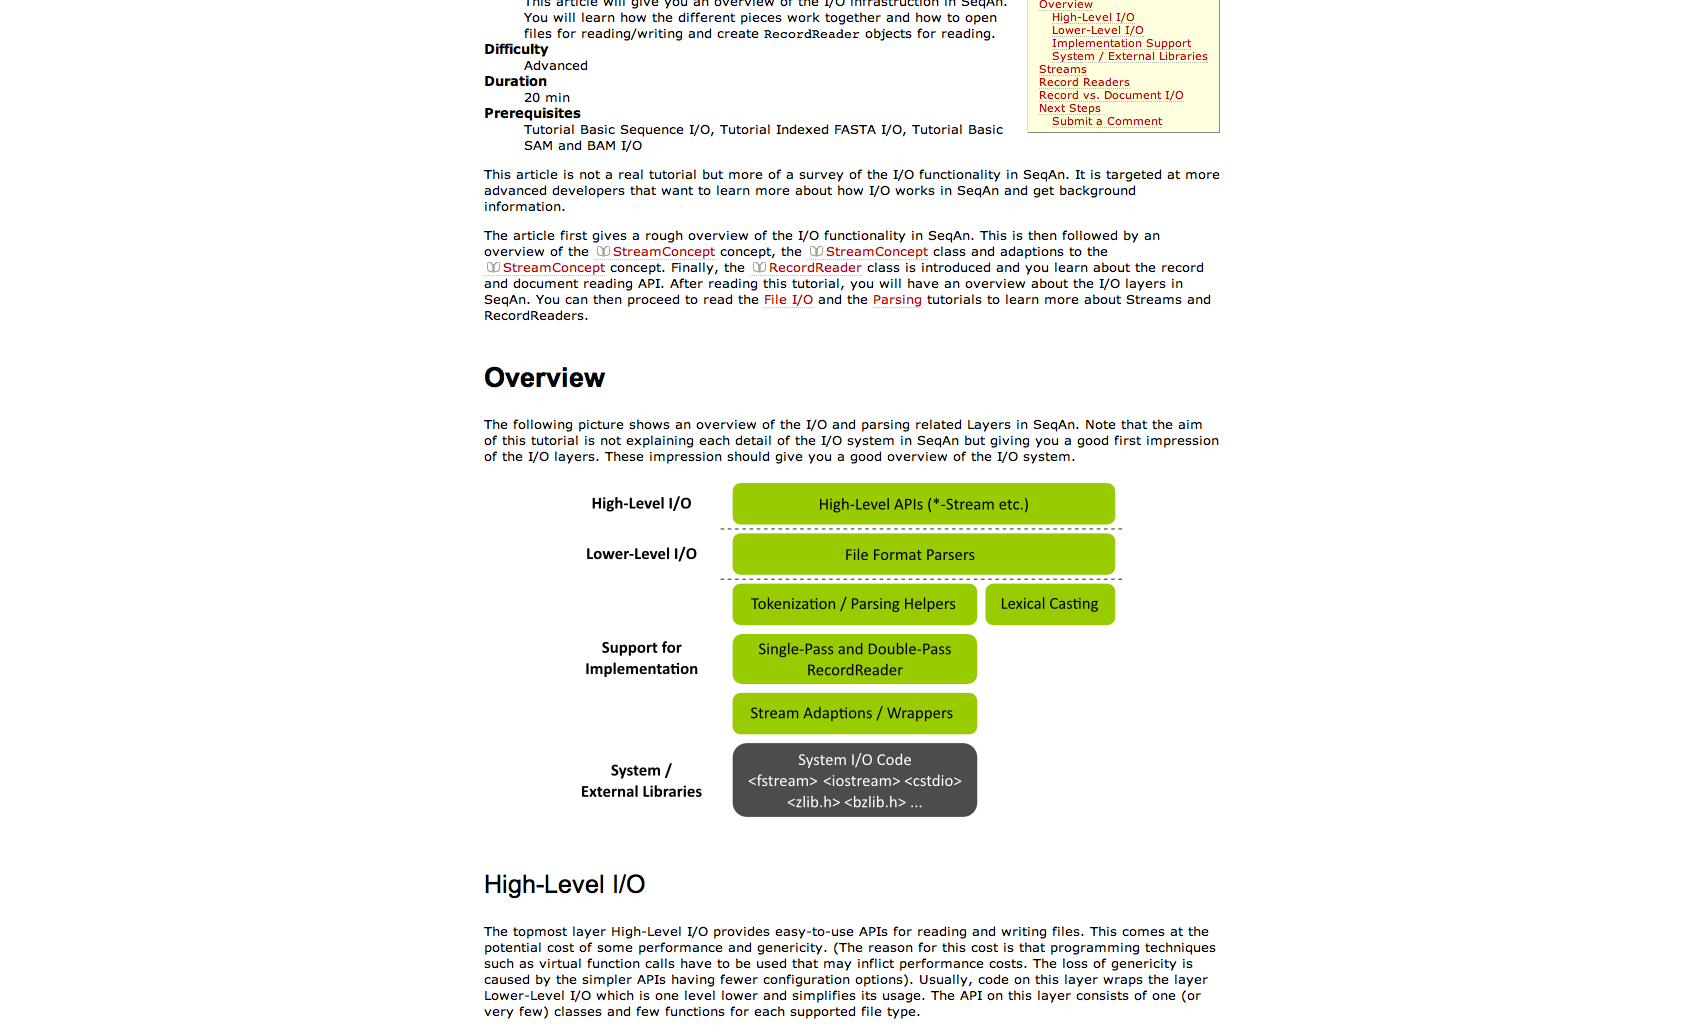 This article will give you an overview of the I/O infrastruction in SeqAn.
You will learn how the different pieces work together and how to open
files for reading/writing and create RecordReader objects for reading.
Difficulty
Advanced
Duration
20 min
Prerequisites
Tutorial Basic Sequence I/O, Tutorial Indexed FASTA I/O, Tutorial Basic
SAM and BAM I/O
Overview
High-Level I/O
Lower-Level I/O
Implementation Support
System / External Libraries
Streams
Record Readers
Record vs. Document I/O
Next Steps
Submit a Comment
This article is not a real tutorial but more of a survey of the I/O functionality in SeqAn. It is targeted at more
advanced developers that want to learn more about how I/O works in SeqAn and get background
information.
The article first gives a rough overview of the I/O functionality in SeqAn. This is then followed by an
overview of the StreamConcept concept, the StreamConcept class and adaptions to the
StreamConcept concept. Finally, the RecordReader class is introduced and you learn about the record
and document reading API. After reading this tutorial, you will have an overview about the I/O layers in
SeqAn. You can then proceed to read the File I/O and the Parsing tutorials to learn more about Streams and
RecordReaders.
Overview
The following picture shows an overview of the I/O and parsing related Layers in SeqAn. Note that the aim
of this tutorial is not explaining each detail of the I/O system in SeqAn but giving you a good first impression
of the I/O layers. These impression should give you a good overview of the I/O system.
High-Level I/O
High-Level APIs (*-Stream etc.)
Lower-Level I/O
File Format Parsers
Tokenization / Parsing Helpers
Lexical Casting
Support for
Implementation
Single-Pass and Double-Pass
RecordReader
Stream Adaptions / Wrappers
System /
External Libraries
System I/O Code
<fstream> <iostream> <cstdio>
<zlib.h> <bzlib.h> ...
High-Level I/O
The topmost layer High-Level I/O provides easy-to-use APIs for reading and writing files. This comes at the
potential cost of some performance and genericity. (The reason for this cost is that programming techniques
such as virtual function calls have to be used that may inflict performance costs. The loss of genericity is
caused by the simpler APIs having fewer configuration options). Usually, code on this layer wraps the layer
Lower-Level I/O which is one level lower and simplifies its usage. The API on this layer consists of one (or
very few) classes and few functions for each supported file type.